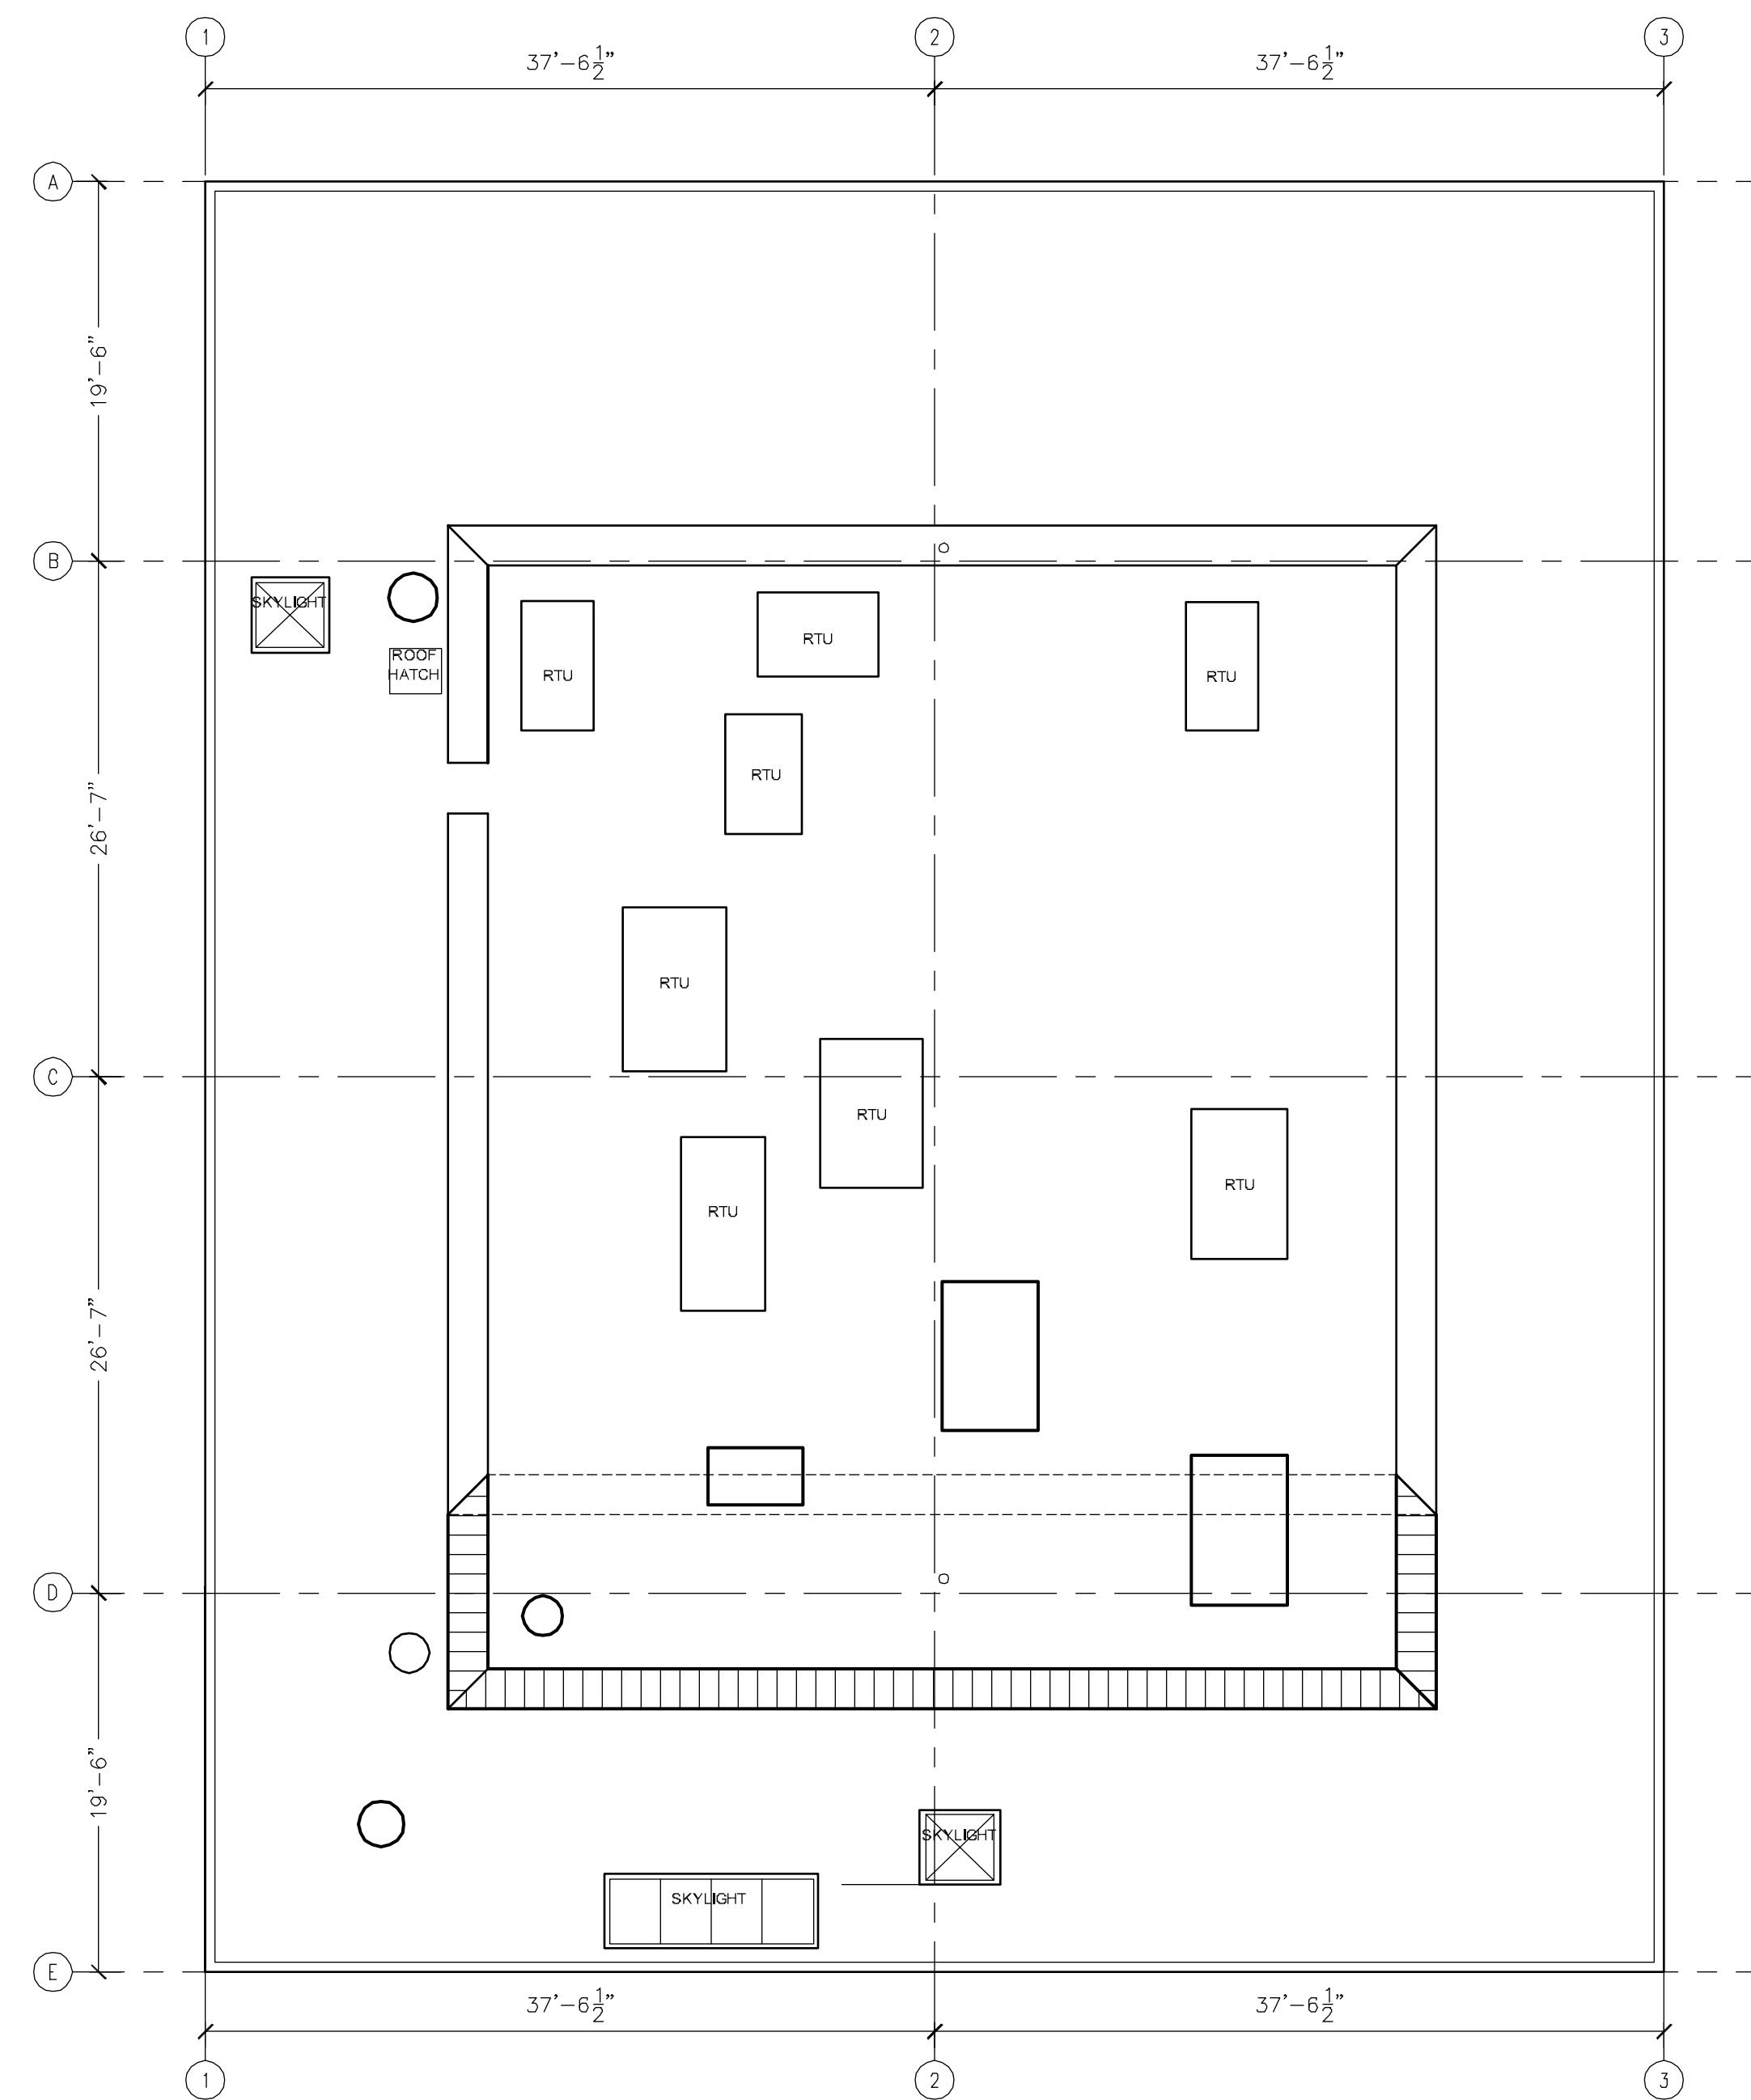 1 2 3
37'-6½" 37'-6½"
A
19'-6"
B
SKYLIGHT
RTU
ROOF
HATCH
RTU
RTU
RTU
26'-7"
RTU
C
RTU
RTU
RTU
26'-7"
D
19'-6"
SKYLIGHT
SKYLIGHT
E
37'-6½" 37'-6½"
1 2 3